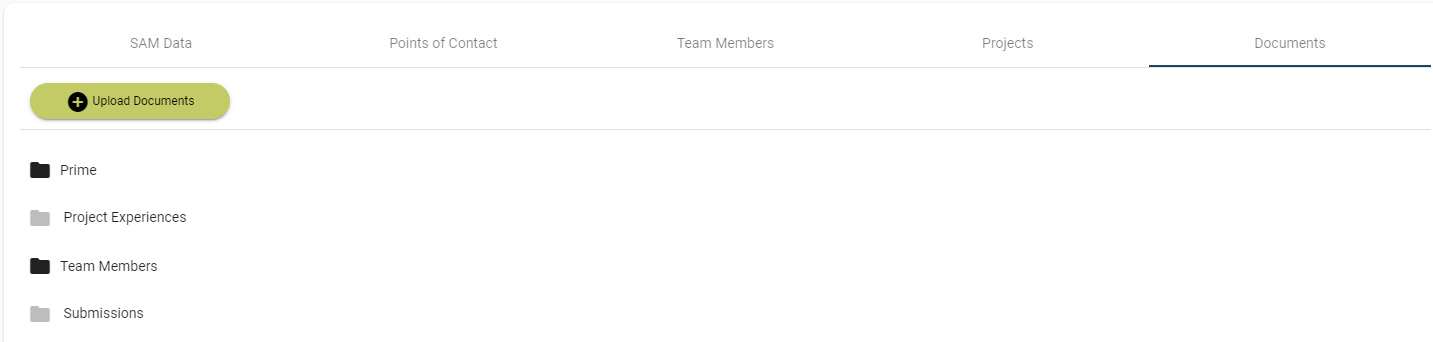 SAM Data Points of Contact Team Members Projects Documents
Upload Documents
Prime
Project Experiences
Team Members
Submissions